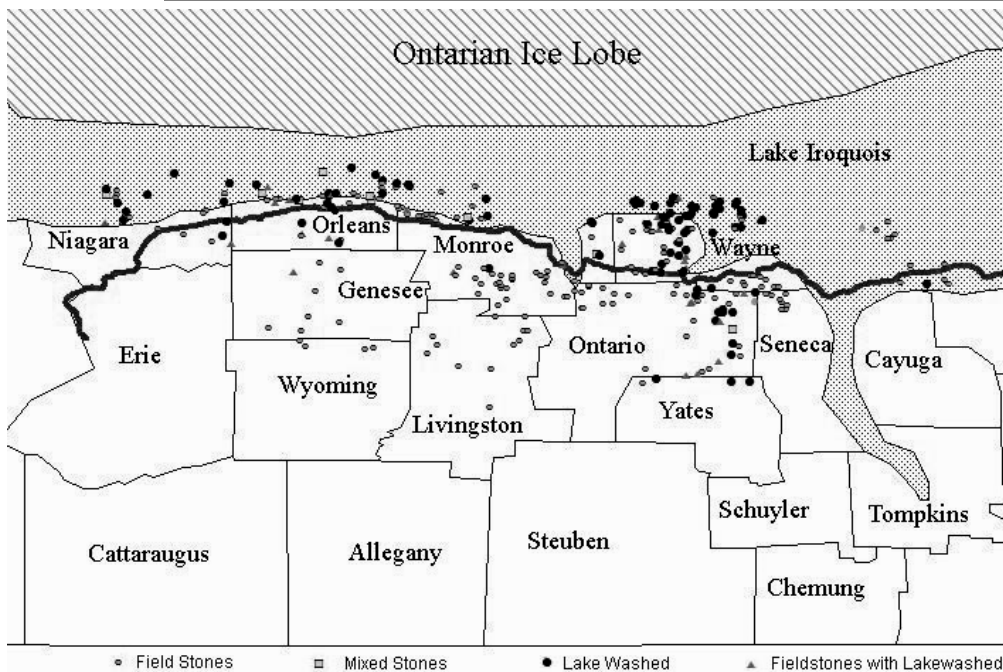 Ontarian Ice Lobe
Lake Iroquois
Niagara
Orleans
Monroe
Wayne
Genesee
Erie
Ontario
Seneca
Cayuga
Wyoming
Livingston
Yates
Schuyler
Tompkins
Cattaraugus
Allegany
Steuben
Chemung
Field Stones
Mixed Stones
Lake Washed
Fieldstones with Lakewashed